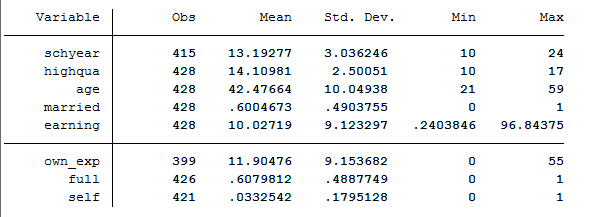 Variable Obs Mean Std. Dev. Min Max
schyear 415 13.19277 3.036246 10 24
highqua 428 14.10981 2.50051 10 17
age 428 42.47664 10.04938 21 59
married 428 .6004673 .4903755 0 1
earning 428 10.02719 9.123297 .2403846 96.84375
own_exp 399 11.90476 9.153682 0 55
full 426 .6079812 .4887749 0 1
self 421 .0332542 .1795128 0 1